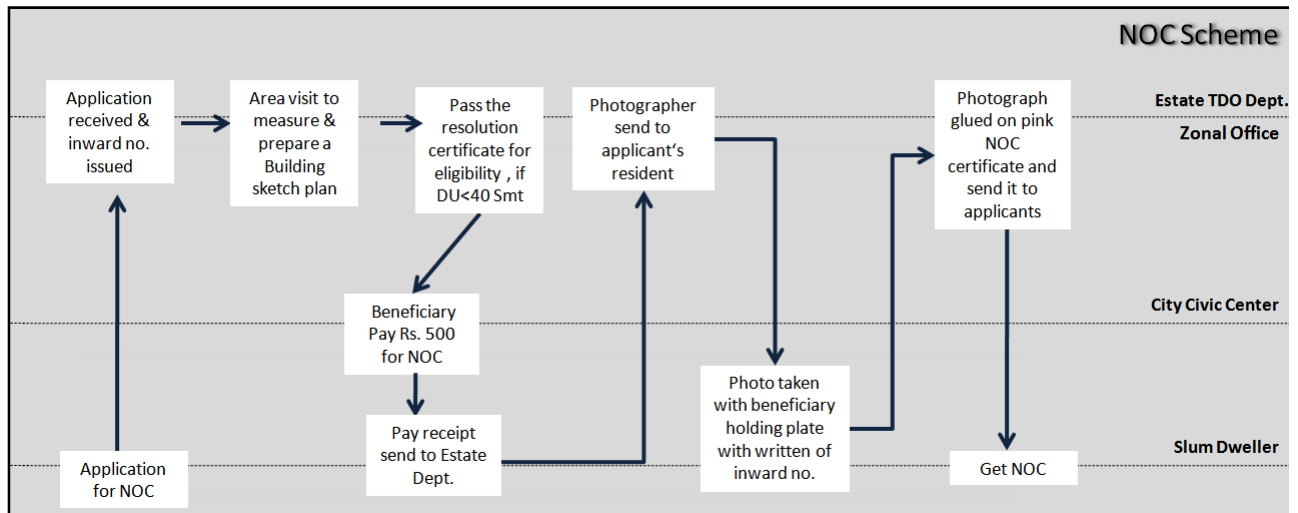 NOC Scheme
Application
received &
inward no.
issued
Area visit to
measure &
prepare a
Building
sketch plan
Pass the
resolution
certificate for
eligibility , if
DU<40 Smt
Photographer
send to
applicant‘s
resident
Photograph
glued on pink
NOC
certificate and
send it to
applicants
Estate TDO Dept.
Zonal Office
Beneficiary
Pay Rs. 500
for NOC
City Civic Center
Pay receipt
send to Estate
Dept.
Photo taken
with beneficiary
holding plate
with written of
inward no.
Slum Dweller
Application
for NOC
Get NOC